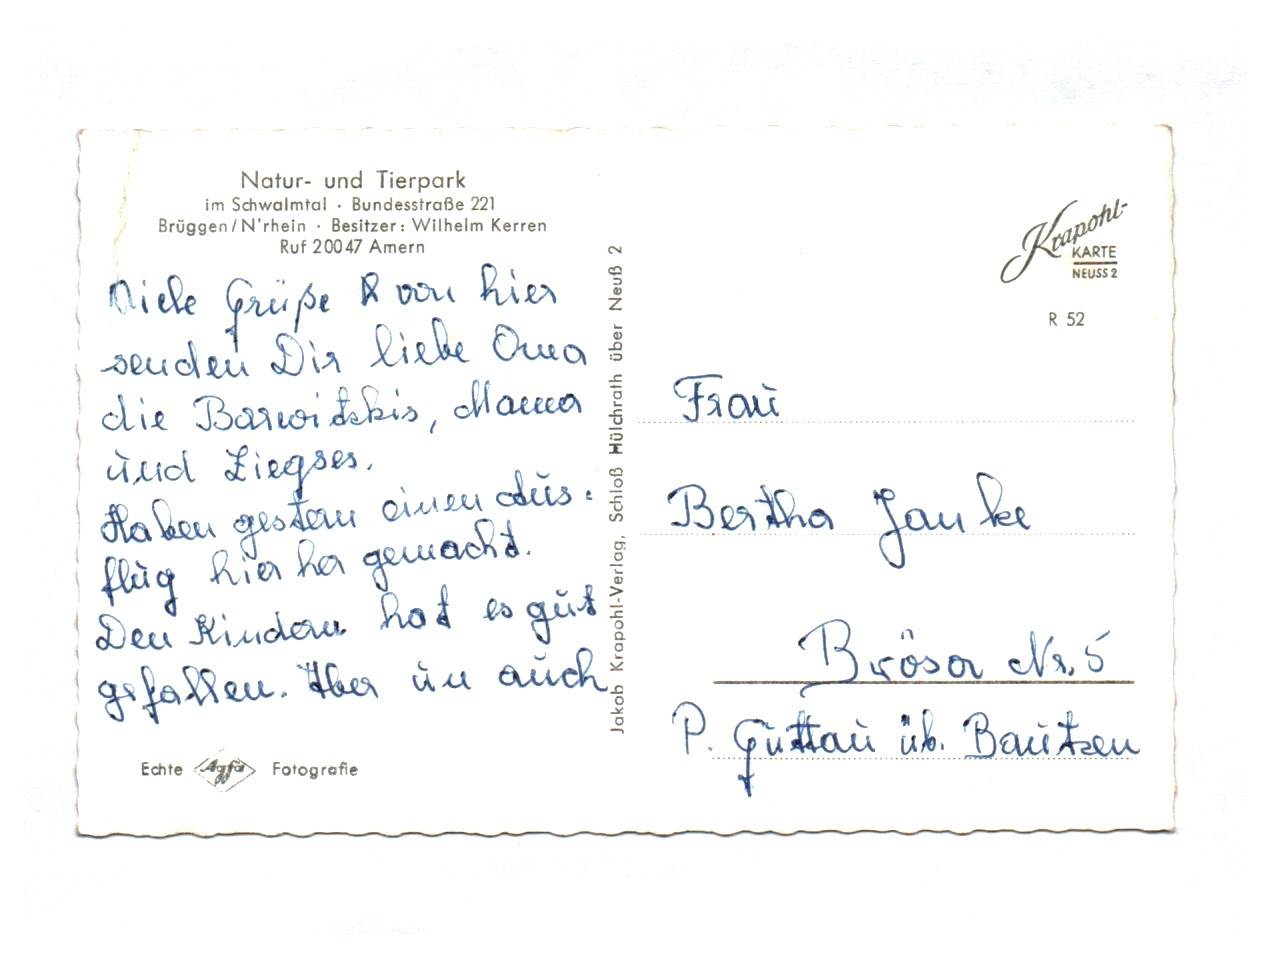 Natur- und Tierpark
im Schwalmtal · Bundesstraße 221
Brüggen/N'rhein · Besitzer: Wilhelm Kerren
Ruf 20047 Amern
Viele Grüße von hier
senden Dir liebe Oma
die Barwitzkis, Mama
und Ziegses.
Haben gestern einen Aus-
flug hier her gemacht.
Den Kindern hat es gut
gefallen. Aber un auch
Echte Agfa Fotografie
Jakob Krapohl-Verlag, Schloß Hülchrath über Neuß 2
Krapohl-
KARTE
NEUSS 2
R 52
Frau
Bertha Janke
Brösa Nr. 5
P. Guttau üb. Bautzen